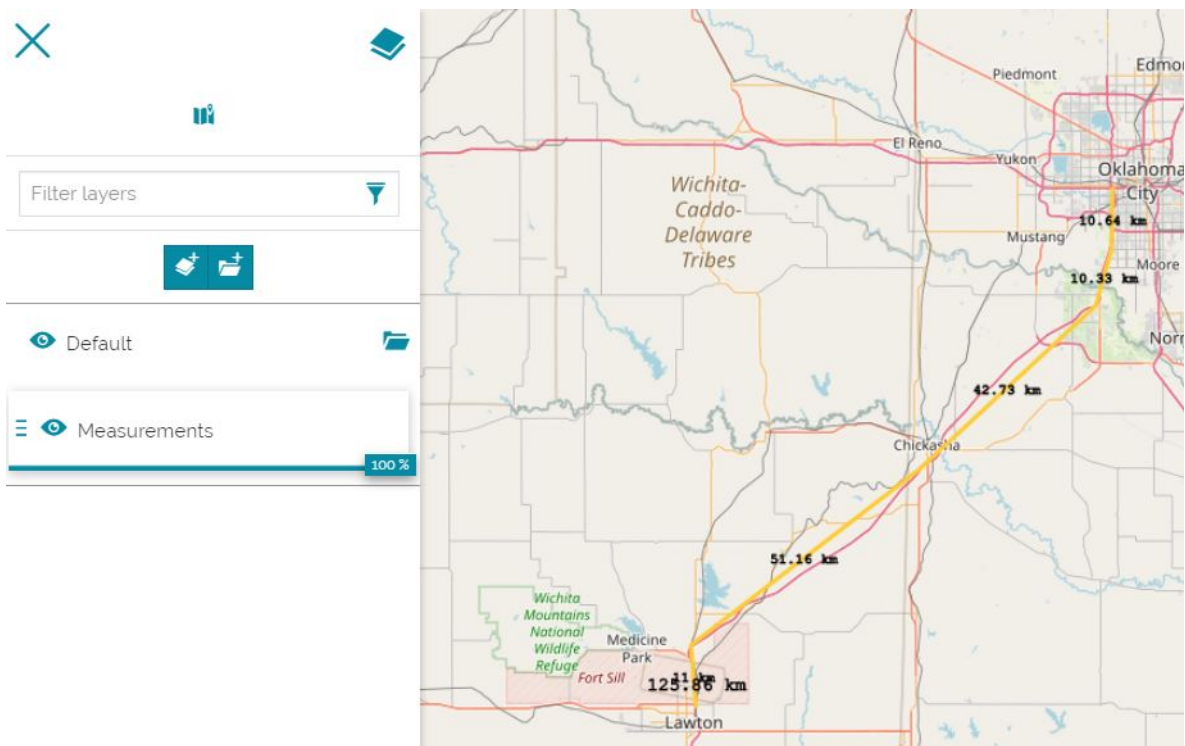 Filter layers
Default
Measurements
100 %
Piedmont
El Reno
Yukon
Oklahoma
City
10.64 km
Wichita-
Caddo-
Delaware
Tribes
Mustang
Moore
10.33 km
42.73 km
Chickasha
51.16 km
Wichita
Mountains
National
Wildlife
Refuge
Medicine
Park
Fort Sill
11 km
125.86 km
Lawton
Edmo
Norr